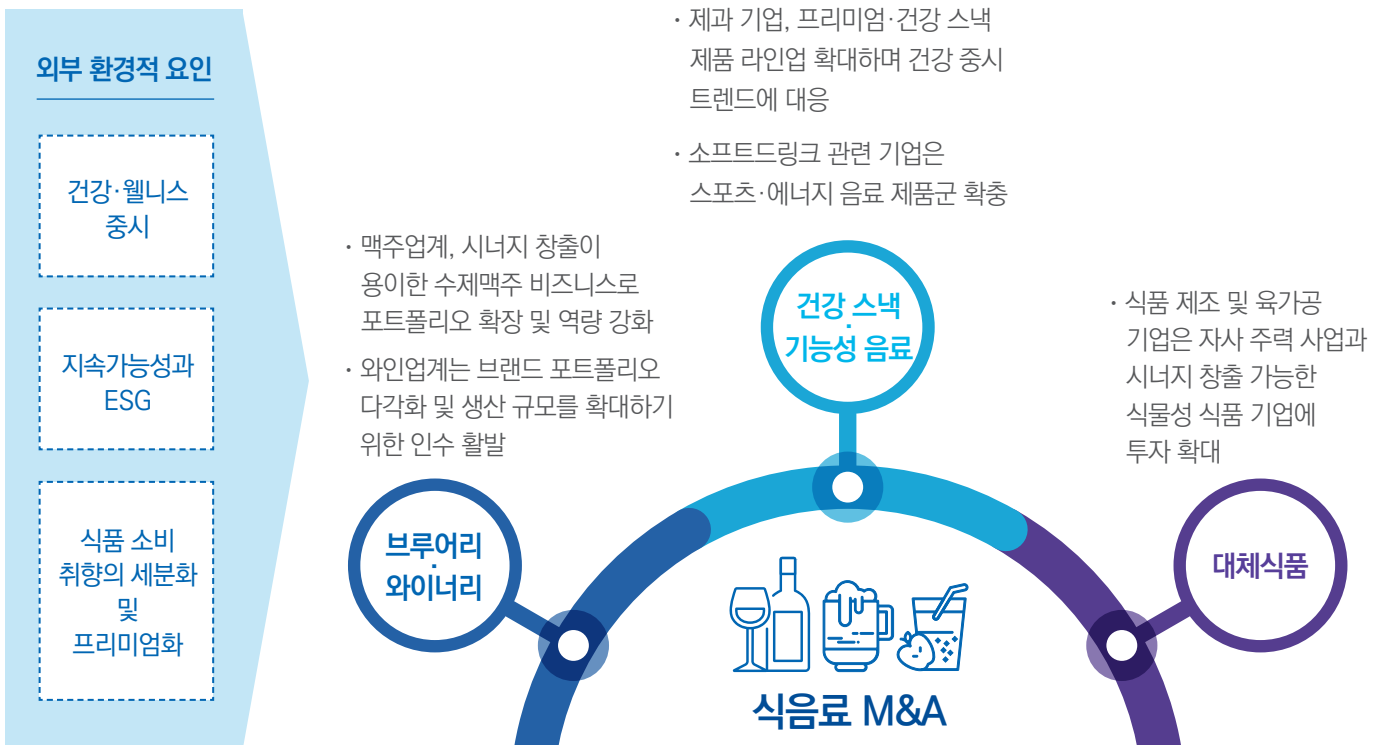 외부 환경적 요인
건강·웰니스
중시
지속가능성과
ESG
식품 소비
취향의 세분화
및
프리미엄화
· 맥주업계, 시너지 창출이
용이한 수제맥주 비즈니스로
포트폴리오 확장 및 역량 강화
· 와인업계는 브랜드 포트폴리오
다각화 및 생산 규모를 확대하기
위한 인수 활발
브루어리
·
와이너리
· 제과 기업, 프리미엄·건강 스낵
제품 라인업 확대하며 건강 중시
트렌드에 대응
· 소프트드링크 관련 기업은
스포츠·에너지 음료 제품군 확충
건강 스낵
·
기능성 음료
· 식품 제조 및 육가공
기업은 자사 주력 사업과
시너지 창출 가능한
식물성 식품 기업에
투자 확대
대체식품
식음료 M&A